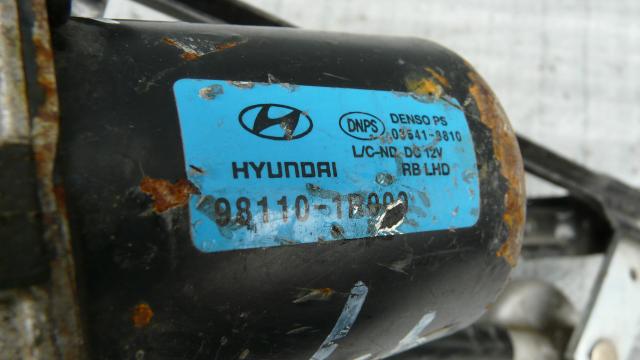 DNPS
DENSO PS
L/C-ND DC 12V
HYUNDAI
RB LHD